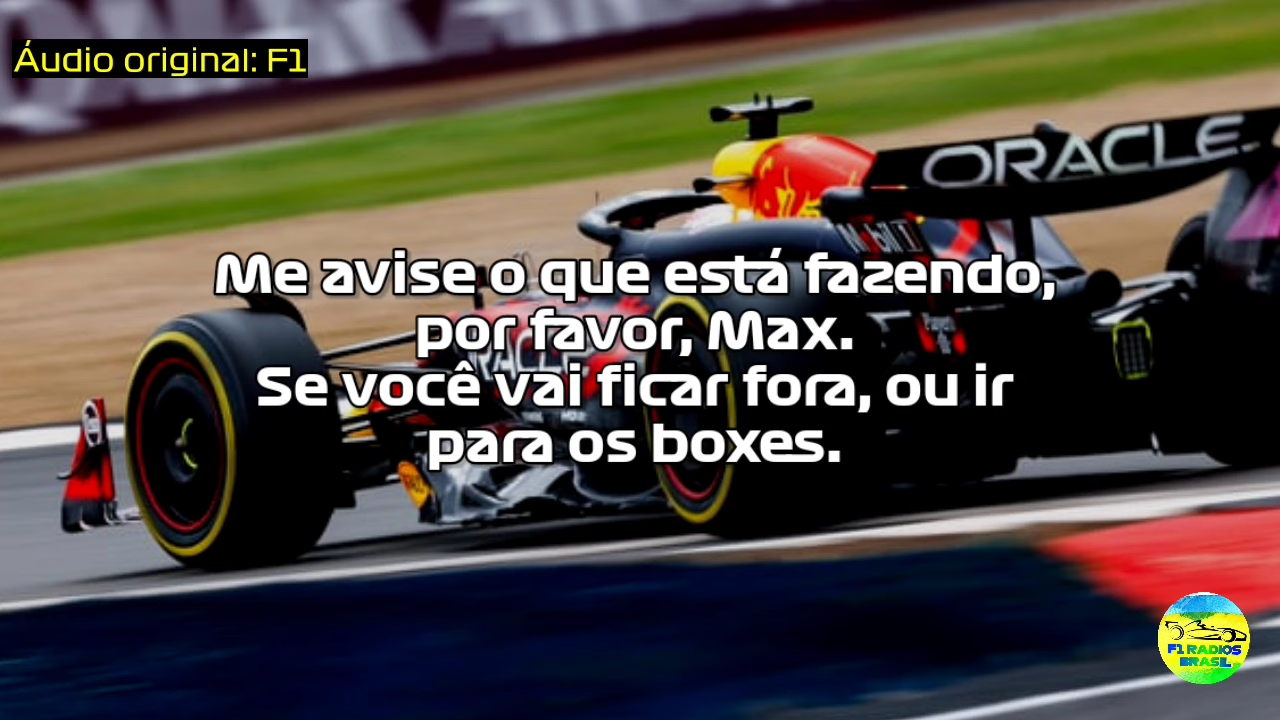 Áudio original: F1
ORACLE
Me avise o que está fazendo,
por favor, Max.
Se você vai ficar fora, ou ir
para os boxes.
F1 RADIOS
BRASIL